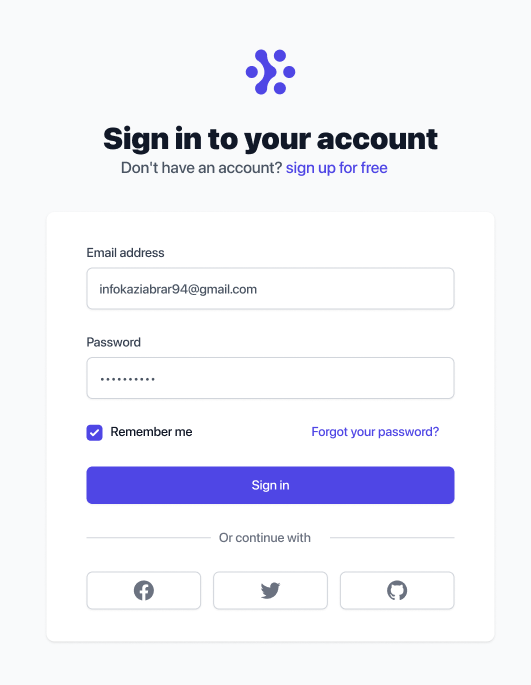 Sign in to your account
Don't have an account? sign up for free
Email address
infokaziabrar94@gmail.com
Password
••••••••••
Remember me Forgot your password?
Sign in
Or continue with